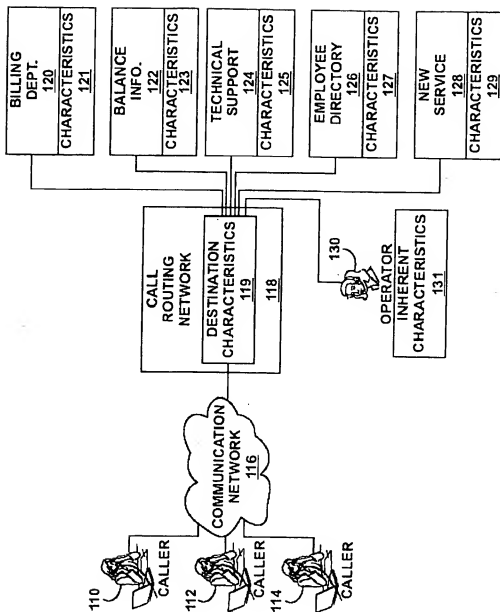 110
CALLER
112
CALLER
114
CALLER
COMMUNICATION
NETWORK
116
CALL
ROUTING
NETWORK
DESTINATION
CHARACTERISTICS
119
118
BILLING
DEPT.
120
CHARACTERISTICS
121
BALANCE
INFO.
122
CHARACTERISTICS
123
TECHNICAL
SUPPORT
124
CHARACTERISTICS
125
EMPLOYEE
DIRECTORY
126
CHARACTERISTICS
127
NEW
SERVICE
128
CHARACTERISTICS
129
130
OPERATOR
INHERENT
CHARACTERISTICS
131